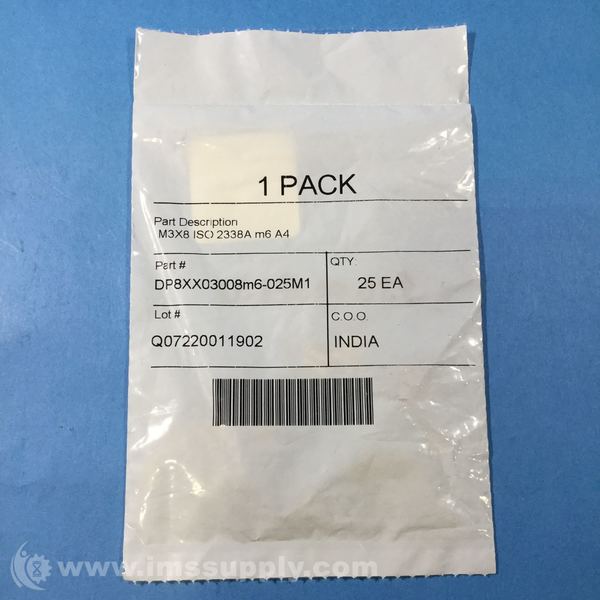 1 PACK
Part Description
M3X8 ISO 2338A m6 A4
Part #
DP8XX03008m6-025M1
QTY:
25 EA
Lot #
Q07220011902
C.O.O.
INDIA
www.imssupply.com